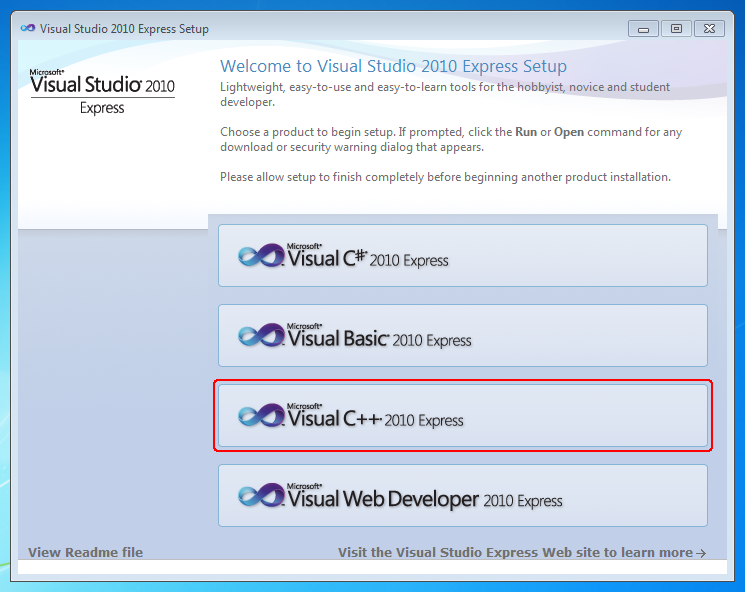 Visual Studio 2010 Express Setup
Microsoft®
Visual Studio® 2010
Express
Welcome to Visual Studio 2010 Express Setup
Lightweight, easy-to-use and easy-to-learn tools for the hobbyist, novice and student
developer.
Choose a product to begin setup. If prompted, click the Run or Open command for any
download or security warning dialog that appears.
Please allow setup to finish completely before beginning another product installation.
Microsoft®
Visual C#® 2010 Express
Microsoft®
Visual Basic® 2010 Express
Microsoft®
Visual C++® 2010 Express
Microsoft®
Visual Web Developer 2010 Express
View Readme file
Visit the Visual Studio Express Web site to learn more →